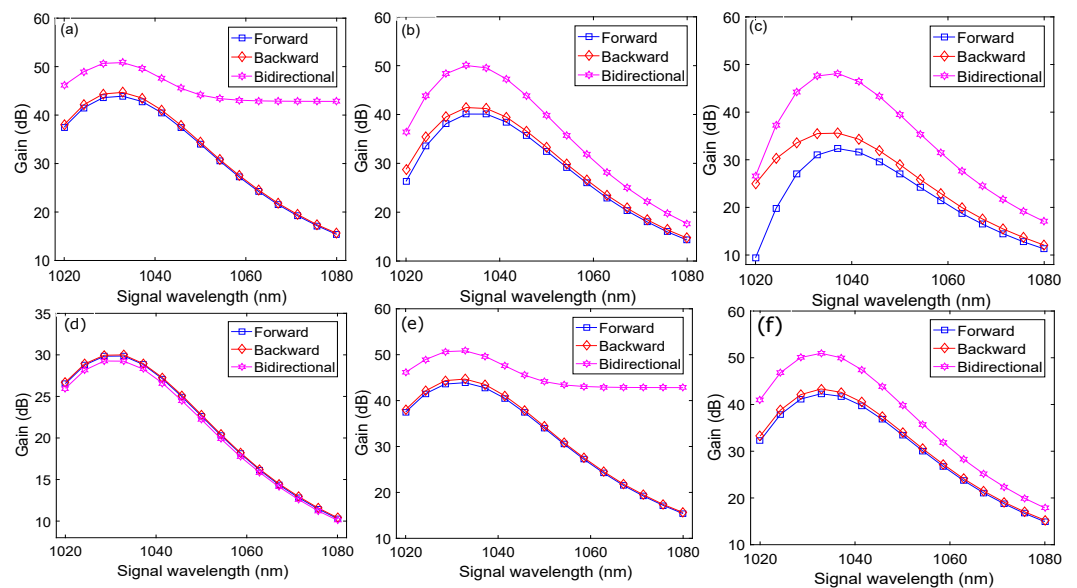 (a)
60
50
40
30
20
10
Gain (dB)
1020 1040 1060 1080
Signal wavelength (nm)
Forward
Backward
Bidirectional
(b)
60
50
40
30
20
10
Gain (dB)
1020 1040 1060 1080
Signal wavelength (nm)
Forward
Backward
Bidirectional
(c)
60
50
40
30
20
10
Gain (dB)
1020 1040 1060 1080
Signal wavelength (nm)
Forward
Backward
Bidirectional
(d)
35
30
25
20
15
10
Gain (dB)
1020 1040 1060 1080
Signal wavelength (nm)
Forward
Backward
Bidirectional
(e)
60
50
40
30
20
10
Gain (dB)
1020 1040 1060 1080
Signal wavelength (nm)
Forward
Backward
Bidirectional
(f)
60
50
40
30
20
10
Gain (dB)
1020 1040 1060 1080
Signal wavelength (nm)
Forward
Backward
Bidirectional